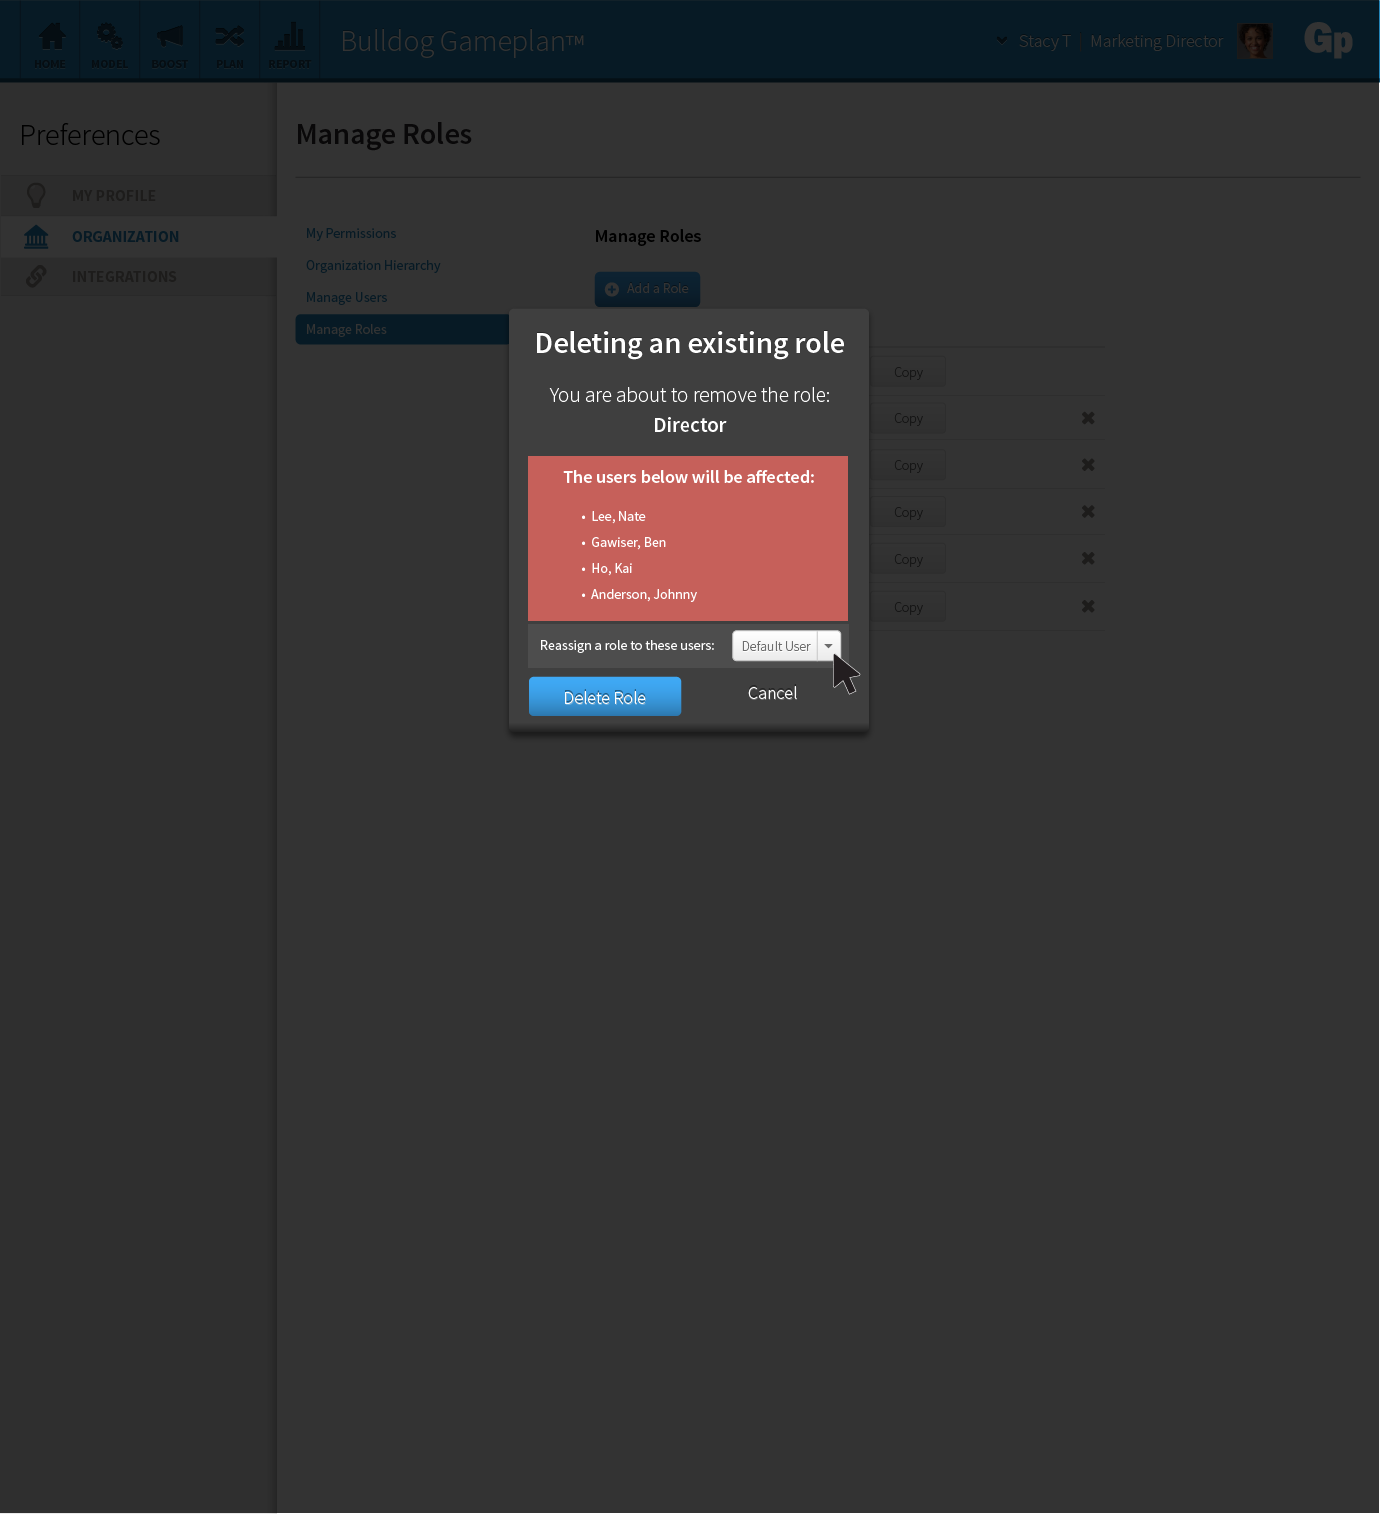 Bulldog Gameplan™
Stacy T | Marketing Director
Gp
HOME
MODEL
BOOST
PLAN
REPORT
Preferences
MY PROFILE
ORGANIZATION
INTEGRATIONS
Manage Roles
My Permissions
Organization Hierarchy
Manage Users
Manage Roles
Manage Roles
Add a Role
Copy
Copy
Copy
Copy
Copy
Copy
Deleting an existing role
You are about to remove the role:
Director
The users below will be affected:
• Lee, Nate
• Gawiser, Ben
• Ho, Kai
• Anderson, Johnny
Reassign a role to these users: Default User
Delete Role
Cancel